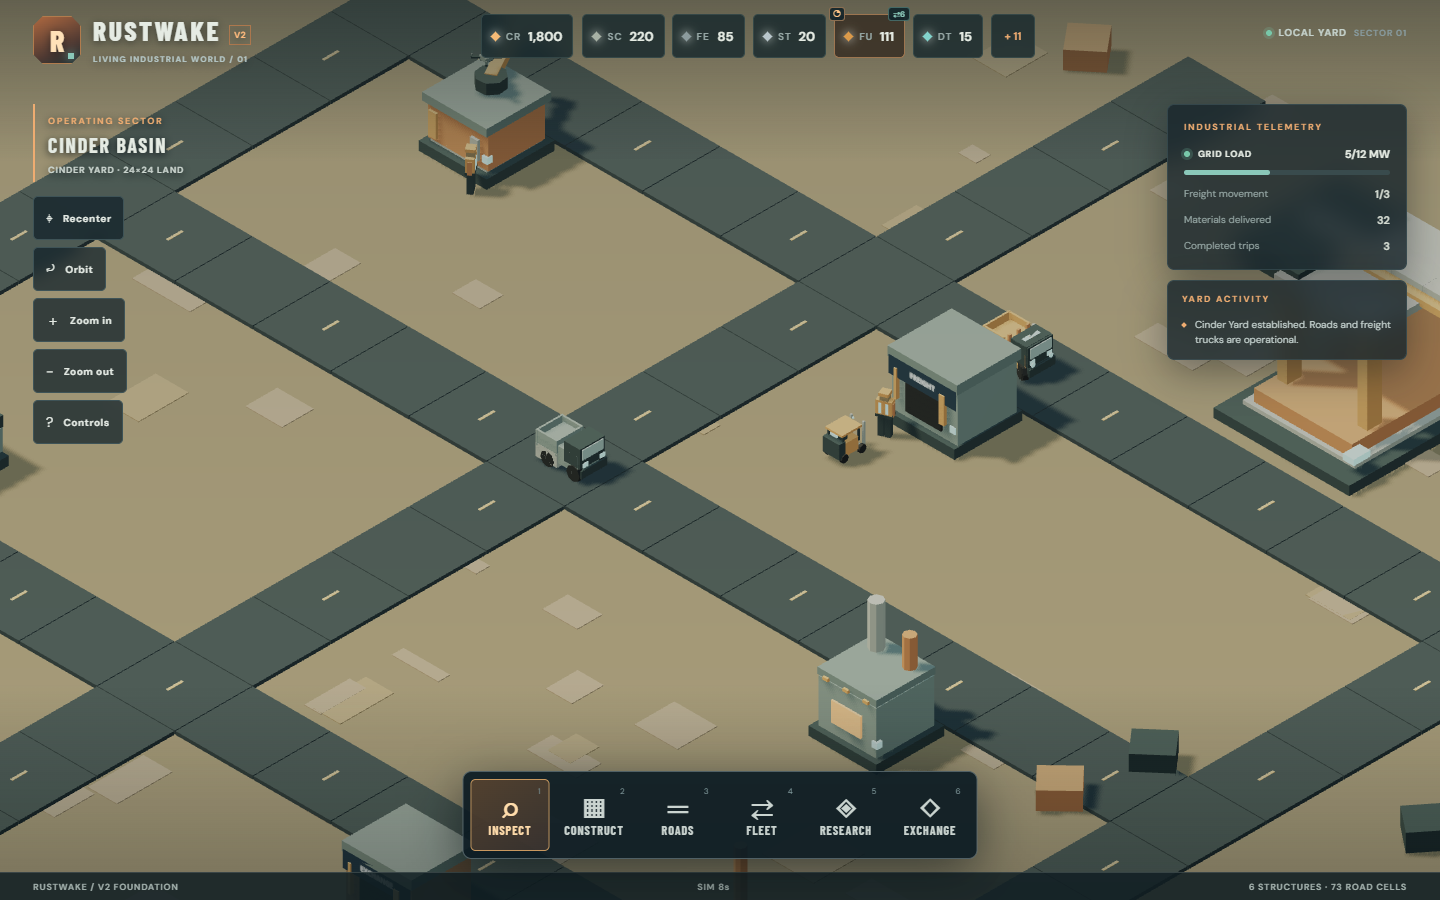 R
RUSTWAKE V2
LIVING INDUSTRIAL WORLD / 01
CR 1,800
SC 220
FE 85
ST 20
FU 111
⇄6
DT 15
+ 11
LOCAL YARD SECTOR 01
OPERATING SECTOR
CINDER BASIN
CINDER YARD · 24×24 LAND
Recenter
Orbit
+ Zoom in
− Zoom out
? Controls
INDUSTRIAL TELEMETRY
GRID LOAD 5/12 MW
Freight movement 1/3
Materials delivered 32
Completed trips 3
YARD ACTIVITY
Cinder Yard established. Roads and freight
trucks are operational.
FREIGHT
1
INSPECT
2
CONSTRUCT
3
ROADS
4
FLEET
5
RESEARCH
6
EXCHANGE
RUSTWAKE / V2 FOUNDATION
SIM 8s
6 STRUCTURES · 73 ROAD CELLS